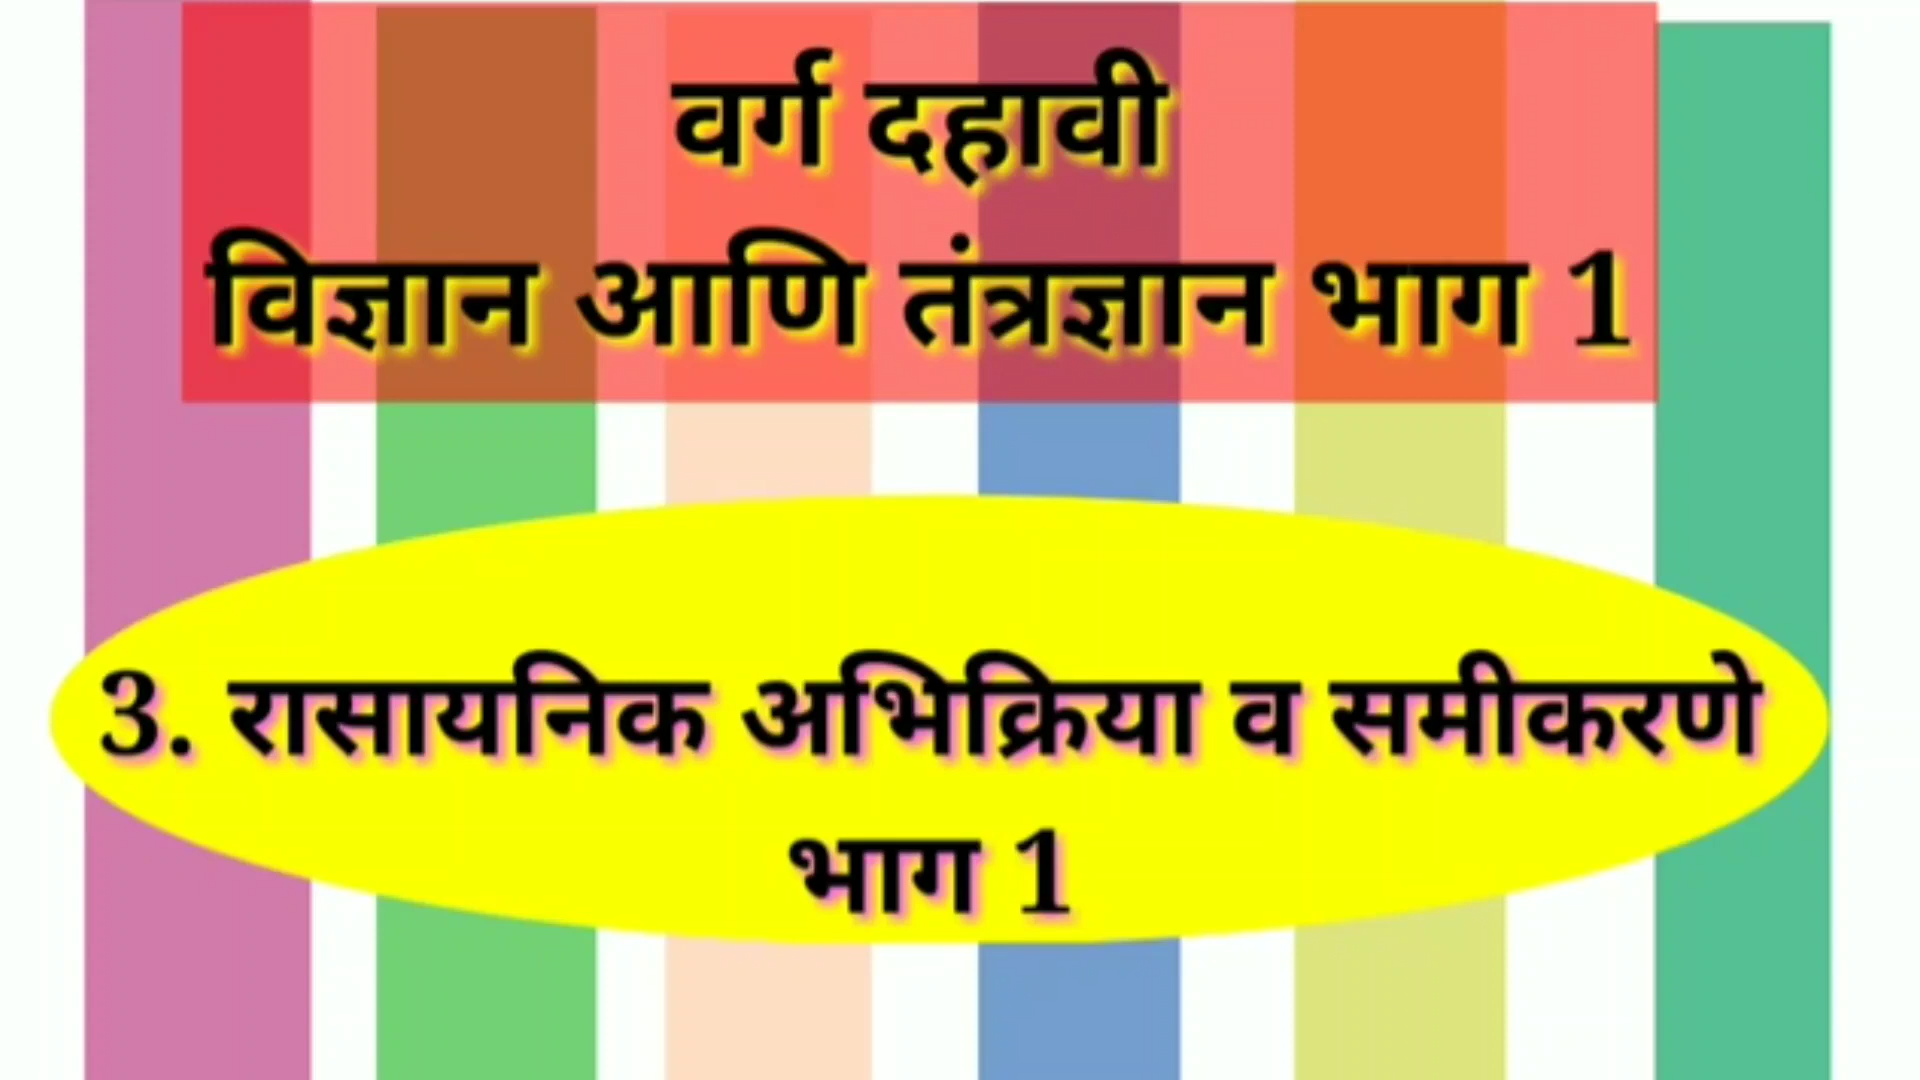 वर्ग दहावी
विज्ञान आणि तंत्रज्ञान भाग 1
3. रासायनिक अभिक्रिया व समीकरणे
भाग 1